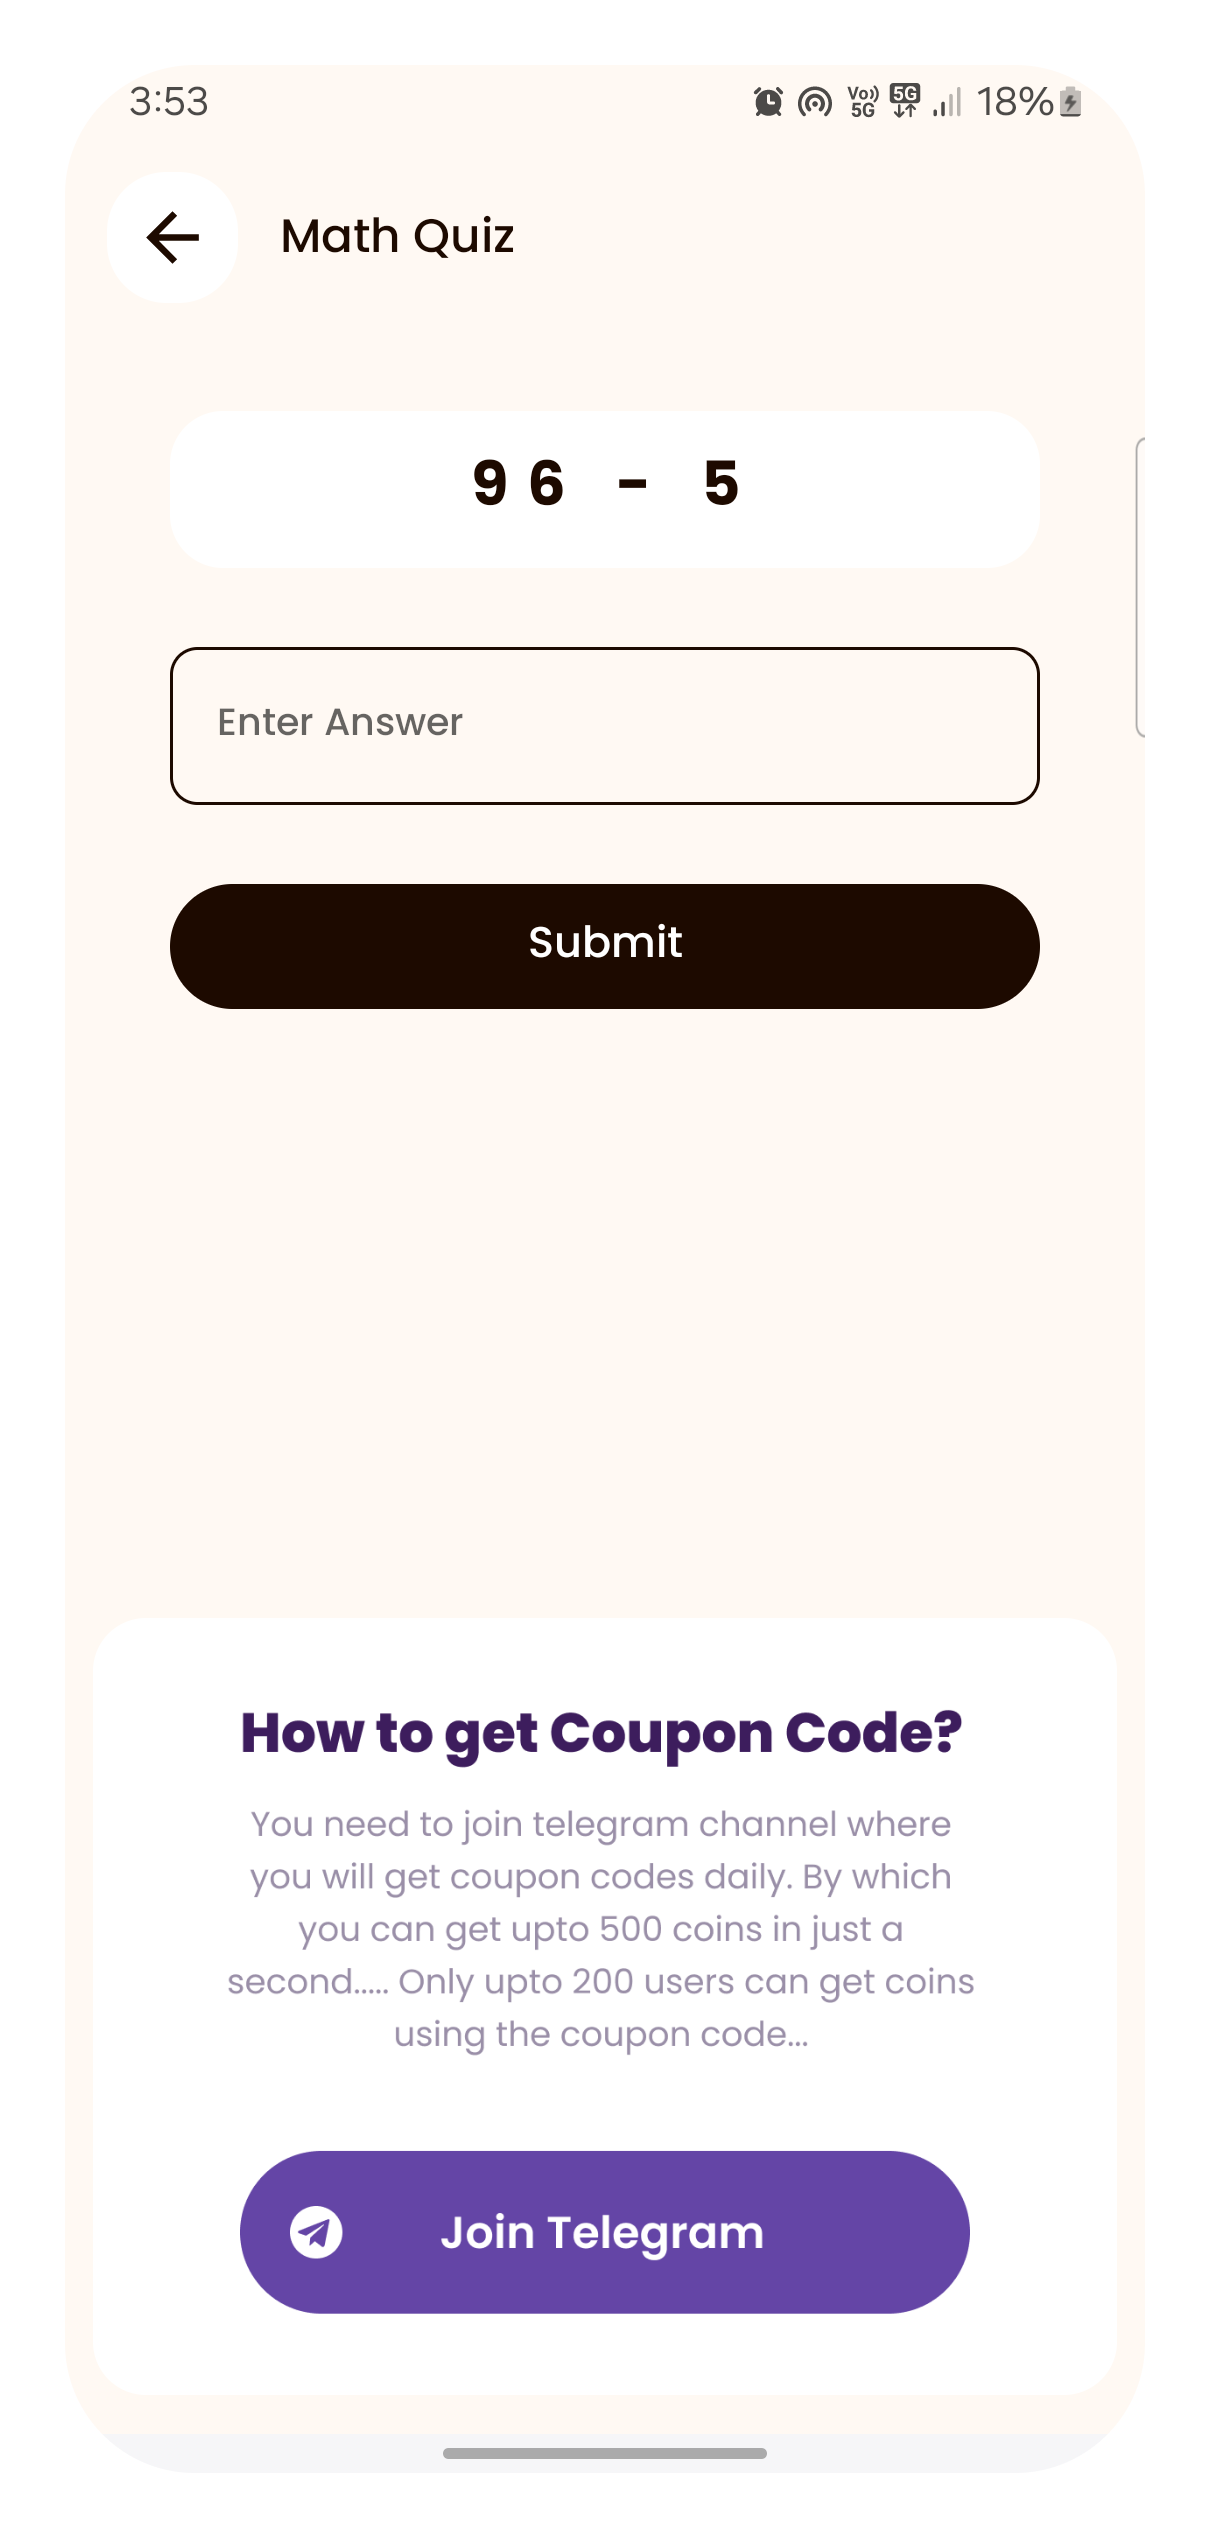 3:53 Vo)) 5G 5G 18%
Math Quiz
96 - 5
Enter Answer
Submit
How to get Coupon Code?
You need to join telegram channel where
you will get coupon codes daily. By which
you can get upto 500 coins in just a
second..... Only upto 200 users can get coins
using the coupon code...
Join Telegram